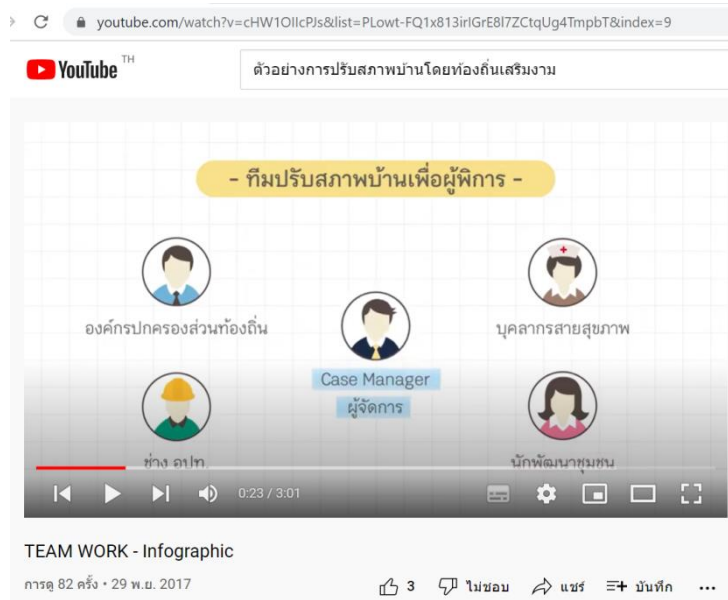 youtube.com/watch?v=cHW1OIIcPJs&list=PLowt-FQ1x813irIGrE8l7ZCtqUg4TmpbT&index=9
YouTube TH
ตัวอย่างการปรับสภาพบ้านโดยท้องถิ่นเสริมงาม
- ทีมปรับสภาพบ้านเพื่อผู้พิการ -
องค์กรปกครองส่วนท้องถิ่น
บุคลากรสายสุขภาพ
Case Manager
ผู้จัดการ
ช่าง อปท.
นักพัฒนาชุมชน
0:23 / 3:01
TEAM WORK - Infographic
การดู 82 ครั้ง • 29 พ.ย. 2017
3 ไม่ชอบ แชร์ บันทึก